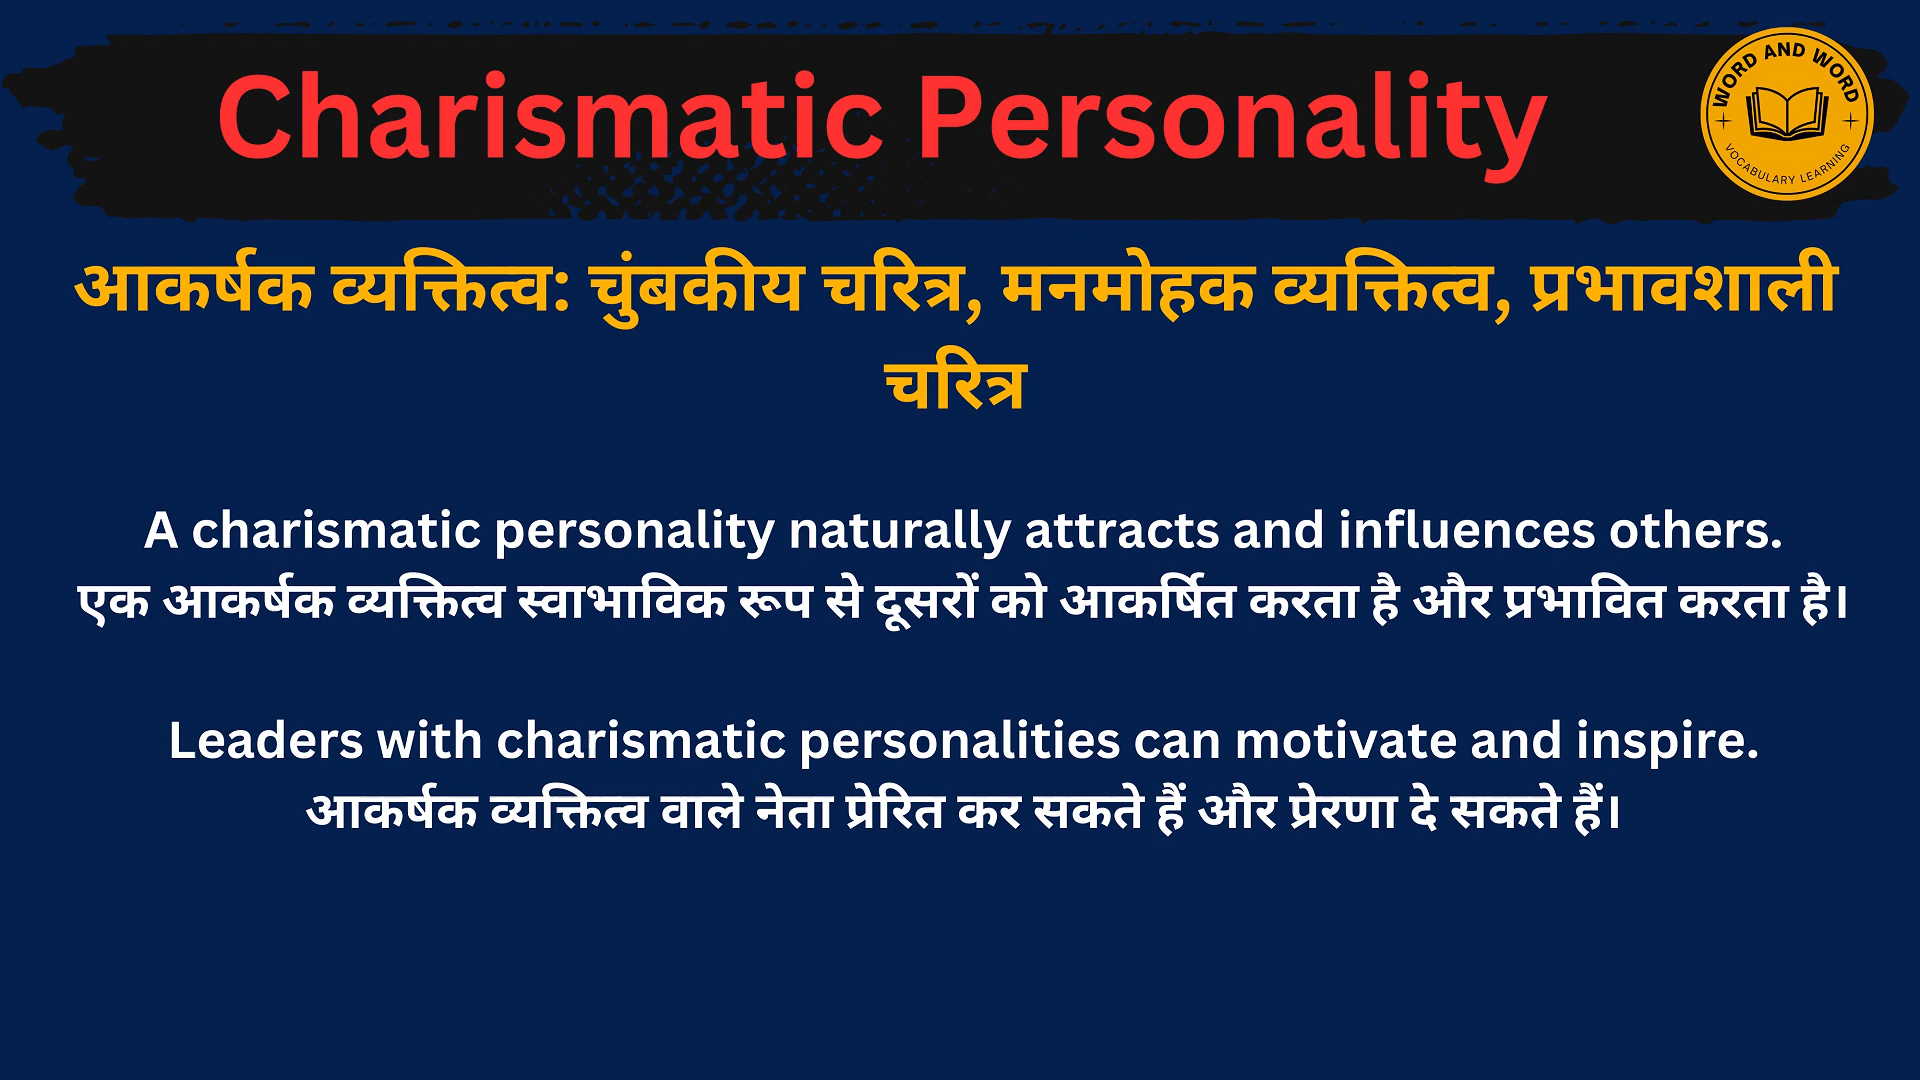 Charismatic Personality
WORD AND WORD
VOCABULARY LEARNING
आकर्षक व्यक्तित्व: चुंबकीय चरित्र, मनमोहक व्यक्तित्व, प्रभावशाली
चरित्र
A charismatic personality naturally attracts and influences others.
एक आकर्षक व्यक्तित्व स्वाभाविक रूप से दूसरों को आकर्षित करता है और प्रभावित करता है।
Leaders with charismatic personalities can motivate and inspire.
आकर्षक व्यक्तित्व वाले नेता प्रेरित कर सकते हैं और प्रेरणा दे सकते हैं।